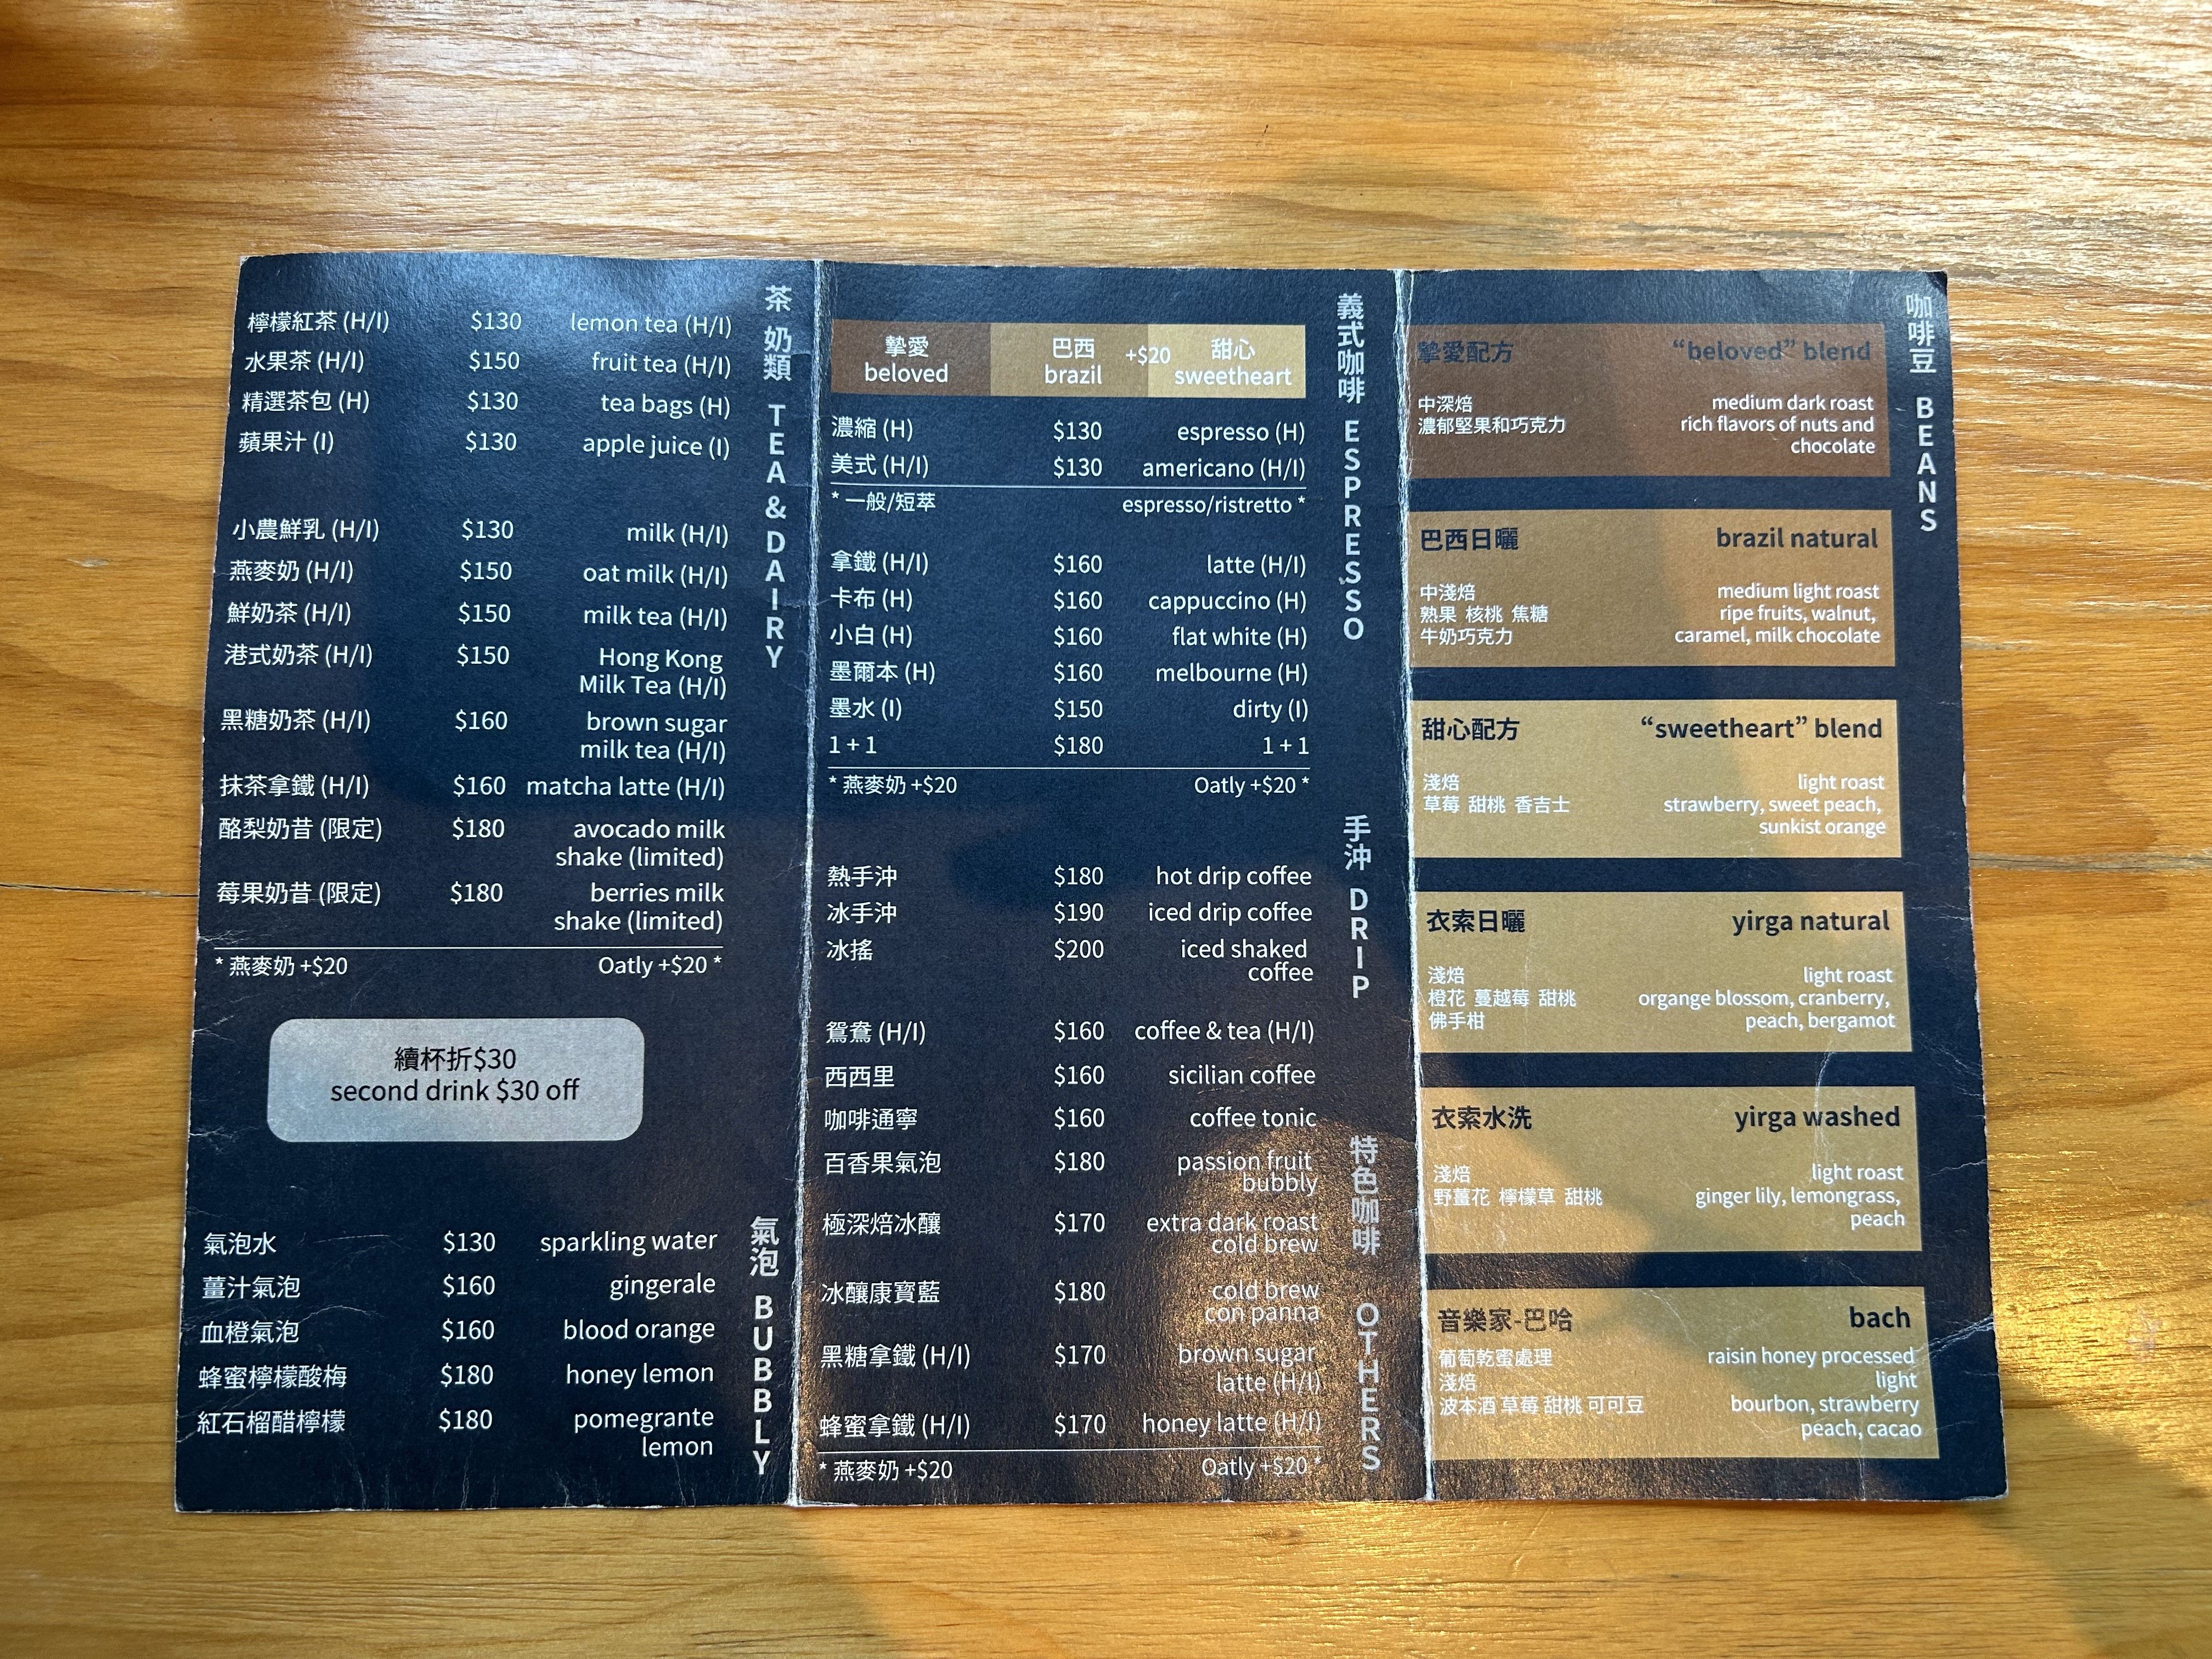 茶 奶類 TEA & DAIRY
檸檬紅茶 (H/I) $130 lemon tea (H/I)
水果茶 (H/I) $150 fruit tea (H/I)
精選茶包 (H) $130 tea bags (H)
蘋果汁 (I) $130 apple juice (I)
小農鮮乳 (H/I) $130 milk (H/I)
燕麥奶 (H/I) $150 oat milk (H/I)
鮮奶茶 (H/I) $150 milk tea (H/I)
港式奶茶 (H/I) $150 Hong Kong
Milk Tea (H/I)
黑糖奶茶 (H/I) $160 brown sugar
milk tea (H/I)
抹茶拿鐵 (H/I) $160 matcha latte (H/I)
酪梨奶昔 (限定) $180 avocado milk
shake (limited)
莓果奶昔 (限定) $180 berries milk
shake (limited)
* 燕麥奶 +$20 Oatly +$20 *
續杯折$30
second drink $30 off
氣泡 BUBBLY
氣泡水 $130 sparkling water
薑汁氣泡 $160 gingerale
血橙氣泡 $160 blood orange
蜂蜜檸檬酸梅 $180 honey lemon
紅石榴醋檸檬 $180 pomegrante
lemon
義式咖啡 ESPRESSO
摯愛 巴西 +$20 甜心
beloved brazil sweetheart
濃縮 (H) $130 espresso (H)
美式 (H/I) $130 americano (H/I)
* 一般/短萃 espresso/ristretto *
拿鐵 (H/I) $160 latte (H/I)
卡布 (H) $160 cappuccino (H)
小白 (H) $160 flat white (H)
墨爾本 (H) $160 melbourne (H)
墨水 (I) $150 dirty (I)
1 + 1 $180 1 + 1
* 燕麥奶 +$20 Oatly +$20 *
手沖 DRIP
熱手沖 $180 hot drip coffee
冰手沖 $190 iced drip coffee
冰搖 $200 iced shaked
coffee
特色咖啡 OTHERS
鴛鴦 (H/I) $160 coffee & tea (H/I)
西西里 $160 sicilian coffee
咖啡通寧 $160 coffee tonic
百香果氣泡 $180 passion fruit
bubbly
極深焙冰釀 $170 extra dark roast
cold brew
冰釀康寶藍 $180 cold brew
con panna
黑糖拿鐵 (H/I) $170 brown sugar
latte (H/I)
蜂蜜拿鐵 (H/I) $170 honey latte (H/I)
* 燕麥奶 +$20 Oatly +$20 *
咖啡豆 BEANS
摯愛配方 “beloved” blend
中深焙 medium dark roast
濃郁堅果和巧克力 rich flavors of nuts and
chocolate
巴西日曬 brazil natural
中淺焙 medium light roast
熟果 核桃 焦糖 ripe fruits, walnut,
牛奶巧克力 caramel, milk chocolate
甜心配方 “sweetheart” blend
淺焙 light roast
草莓 甜桃 香吉士 strawberry, sweet peach,
sunkist orange
衣索日曬 yirga natural
淺焙 light roast
橙花 蔓越莓 甜桃 organge blossom, cranberry,
佛手柑 peach, bergamot
衣索水洗 yirga washed
淺焙 light roast
野薑花 檸檬草 甜桃 ginger lily, lemongrass,
peach
音樂家-巴哈 bach
葡萄乾蜜處理 raisin honey processed
淺焙 light
波本酒 草莓 甜桃 可可豆 bourbon, strawberry
peach, cacao